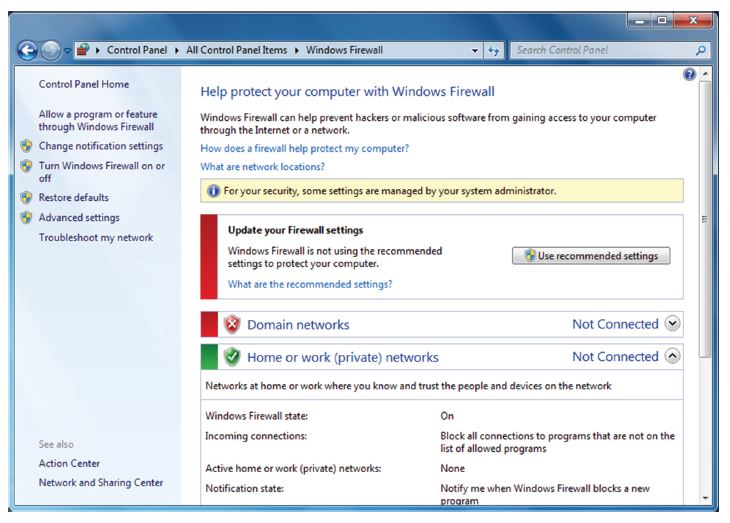 Control Panel
All Control Panel Items
Windows Firewall
Search Control Panel
Control Panel Home
Allow a program or feature
through Windows Firewall
Change notification settings
Turn Windows Firewall on or
off
Restore defaults
Advanced settings
Troubleshoot my network
See also
Action Center
Network and Sharing Center
Help protect your computer with Windows Firewall
Windows Firewall can help prevent hackers or malicious software from gaining access to your computer
through the Internet or a network.
How does a firewall help protect my computer?
What are network locations?
For your security, some settings are managed by your system administrator.
Update your Firewall settings
Windows Firewall is not using the recommended
settings to protect your computer.
Use recommended settings
What are the recommended settings?
Domain networks Not Connected
Home or work (private) networks Not Connected
Networks at home or work where you know and trust the people and devices on the network
Windows Firewall state: On
Incoming connections: Block all connections to programs that are not on the
list of allowed programs
Active home or work (private) networks: None
Notification state: Notify me when Windows Firewall blocks a new
program